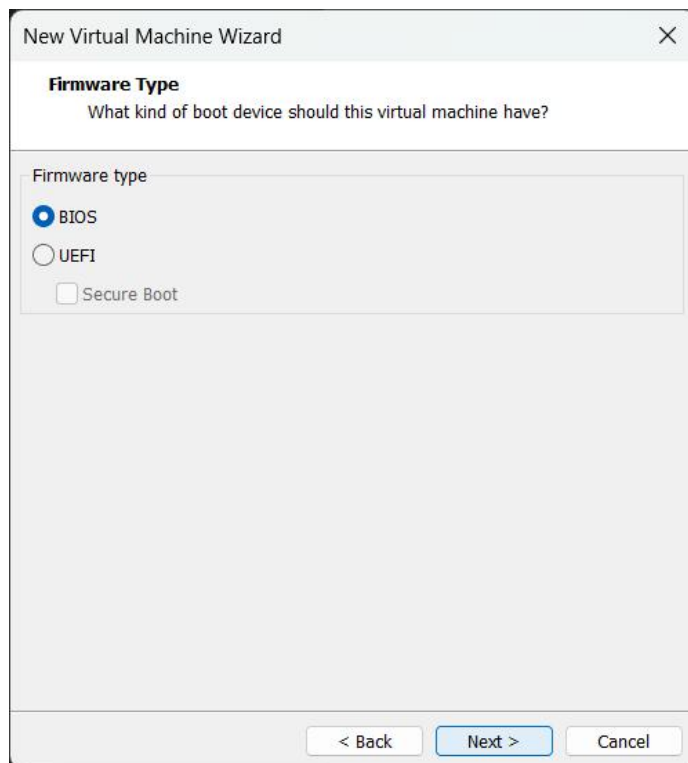 New Virtual Machine Wizard
Firmware Type
What kind of boot device should this virtual machine have?
Firmware type
BIOS
UEFI
Secure Boot
< Back Next > Cancel